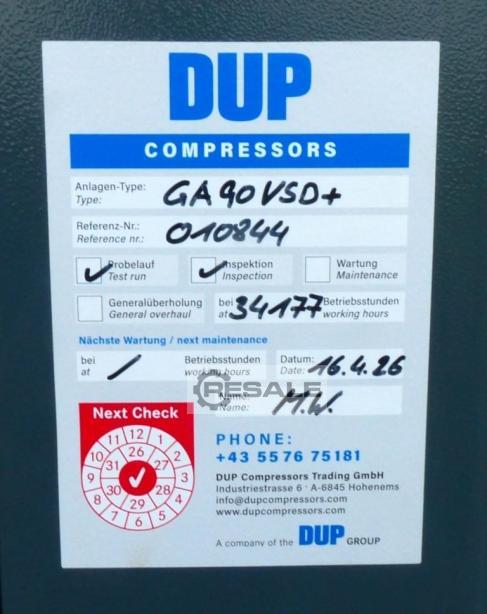 DUP
COMPRESSORS
Anlagen-Type: GA90VSD+
Type:
Referenz-Nr.: 010844
Reference nr.:
Probelauf Inspektion Wartung
Test run Inspection Maintenance
Generalüberholung bei 34177 Betriebsstunden
General overhaul at working hours
Nächste Wartung / next maintenance
bei / Betriebsstunden Datum: 16.4.26
at working hours Date:
RESALE
Name: M.W.
Name:
Next Check
11 12 1
10 26 2
9 31 27 3
8 30 28 4
7 29 5
6
PHONE:
+43 5576 75181
DUP Compressors Trading GmbH
Industriestrasse 6 · A-6845 Hohenems
info@dupcompressors.com
www.dupcompressors.com
A company of the DUP GROUP